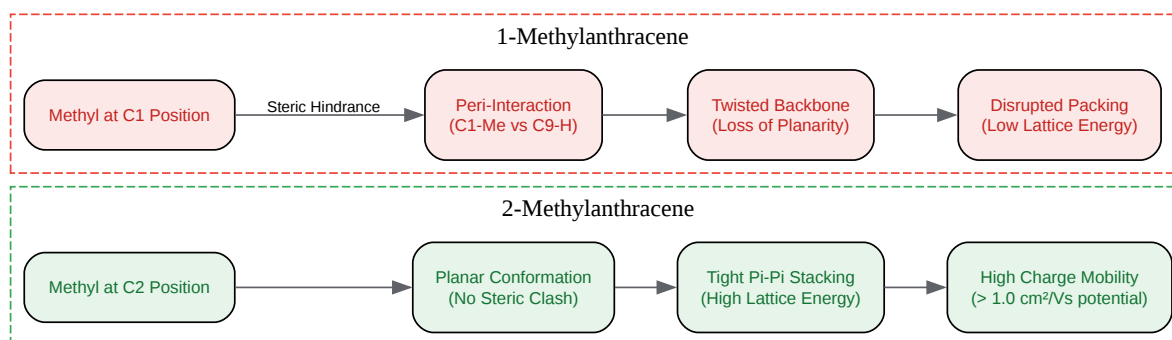 1-Methylanthracene
Methyl at C1 Position
Steric Hindrance
Peri-Interaction
(C1-Me vs C9-H)
Twisted Backbone
(Loss of Planarity)
Disrupted Packing
(Low Lattice Energy)
2-Methylanthracene
Methyl at C2 Position
Planar Conformation
(No Steric Clash)
Tight Pi-Pi Stacking
(High Lattice Energy)
High Charge Mobility
(> 1.0 cm²/Vs potential)